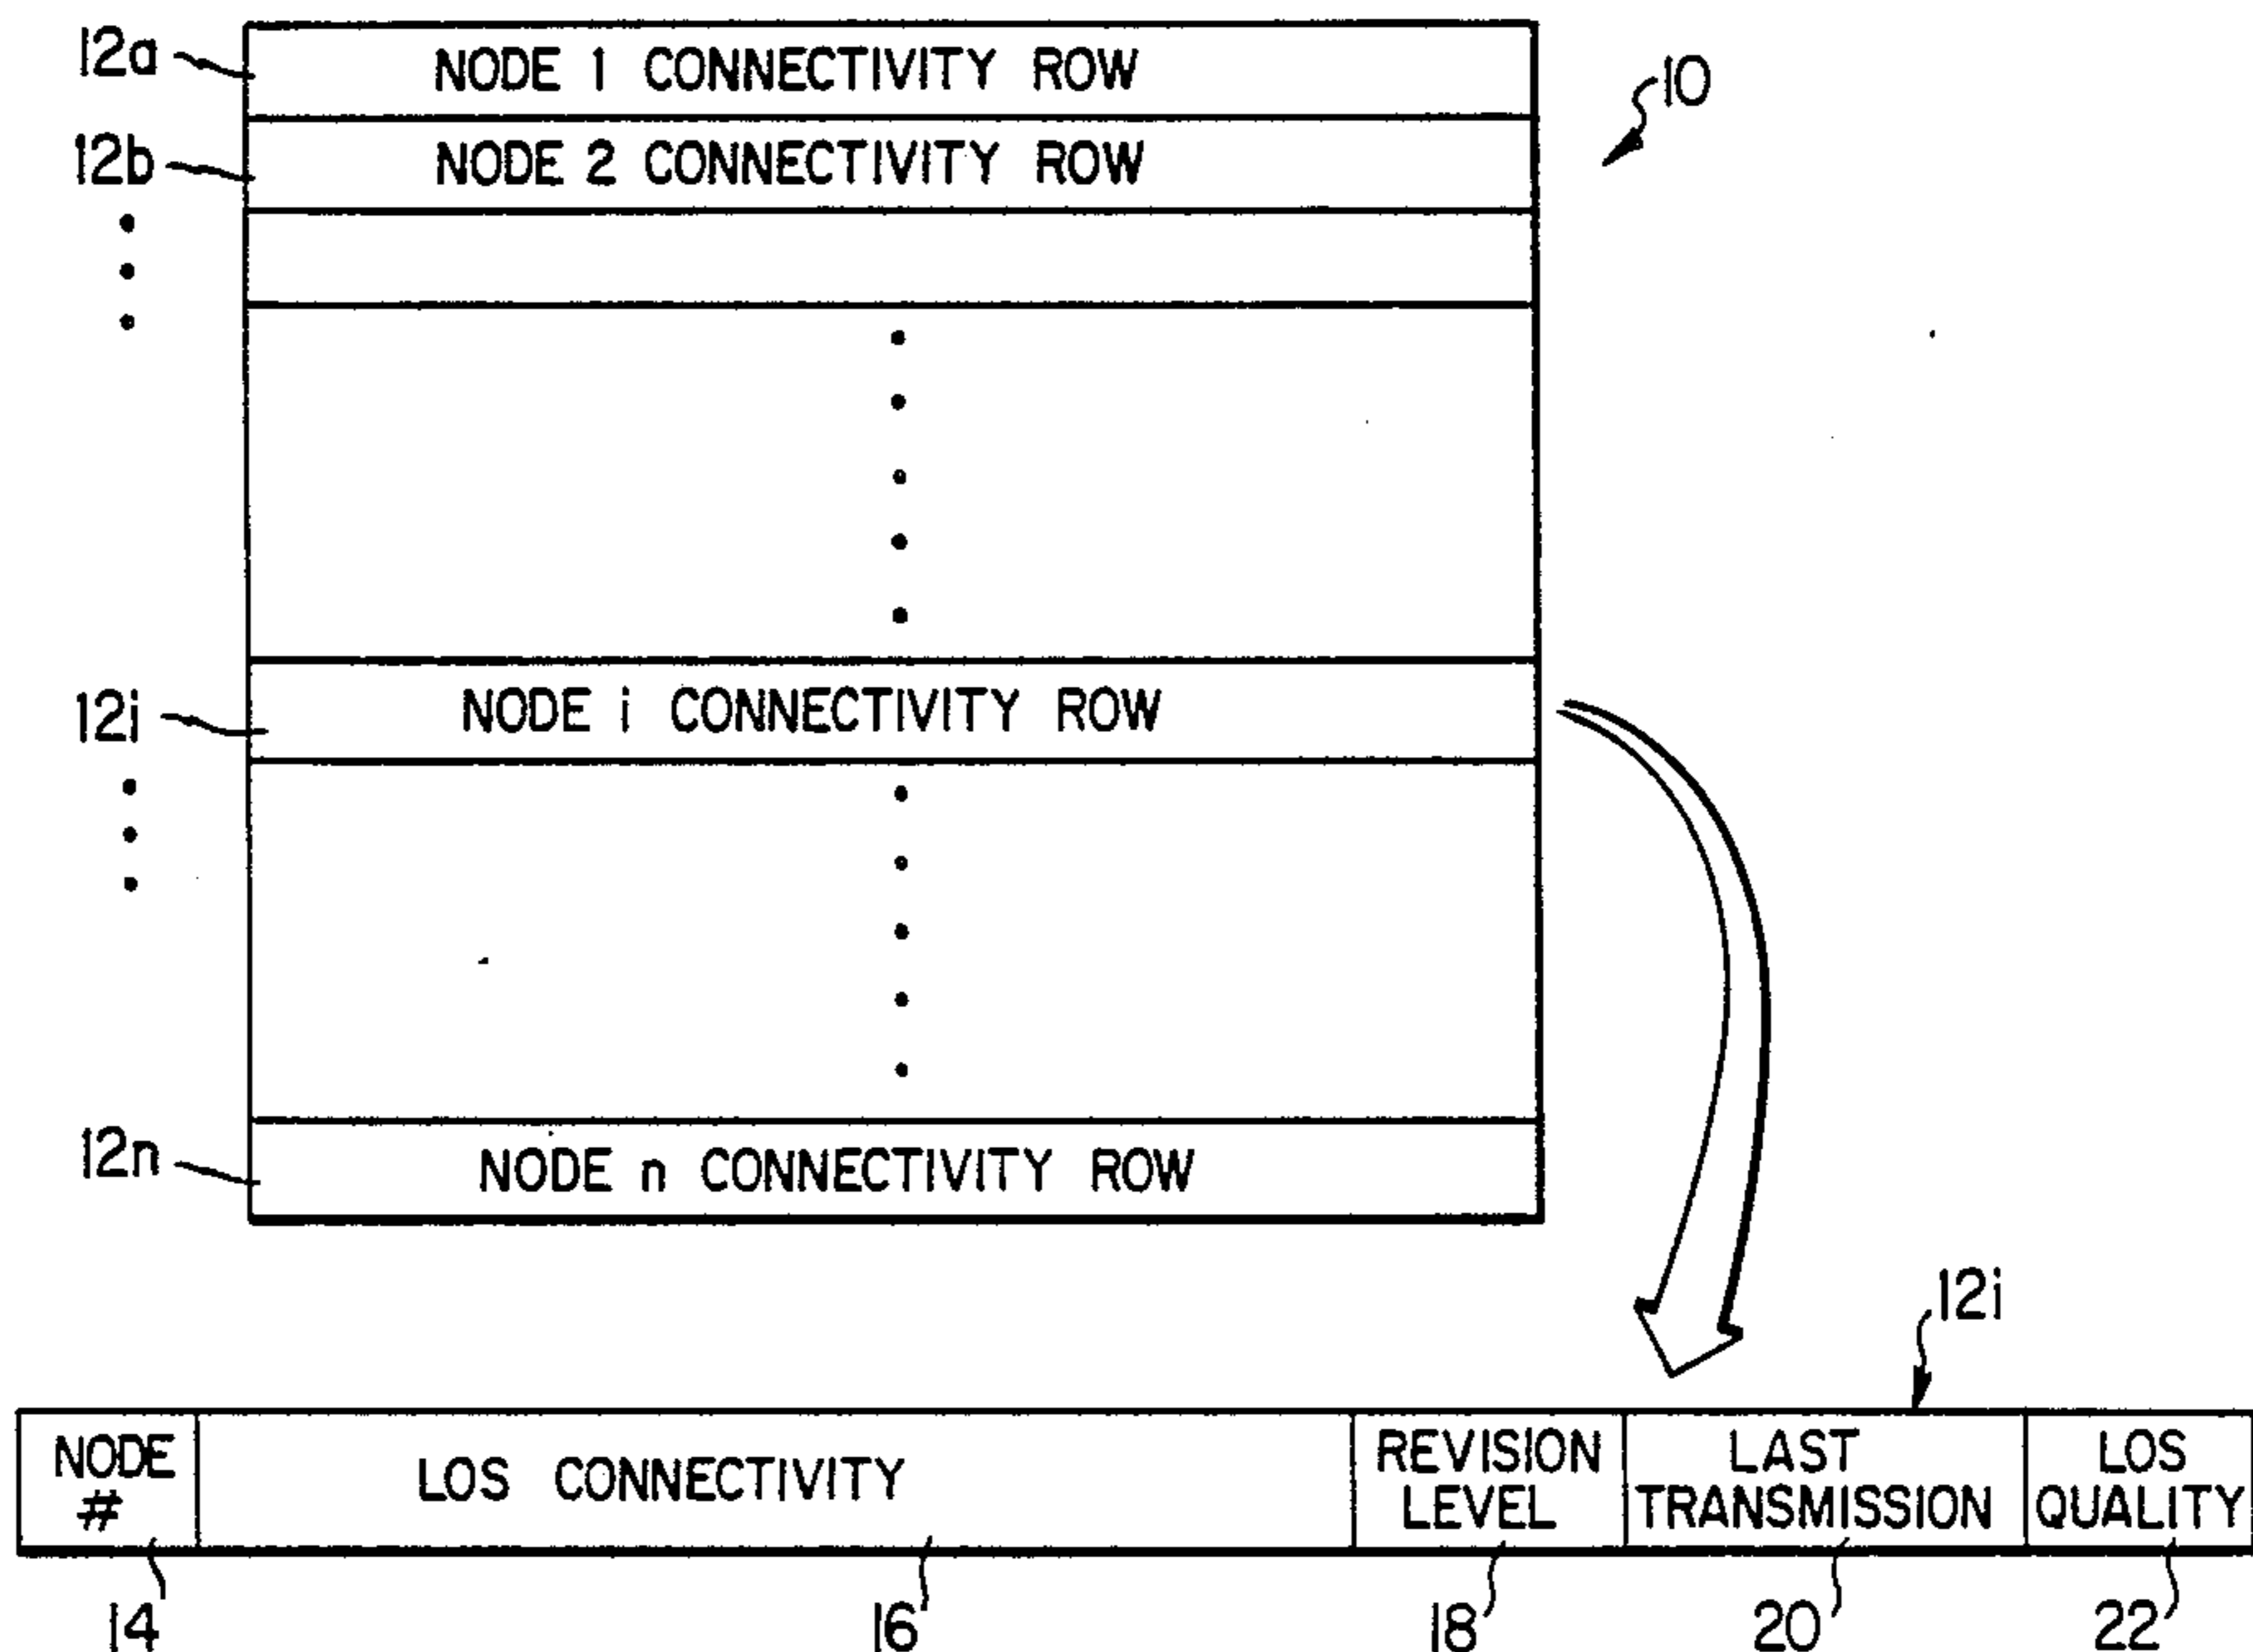 12a
NODE 1 CONNECTIVITY ROW
10
12b
NODE 2 CONNECTIVITY ROW
12i
NODE i CONNECTIVITY ROW
12n
NODE n CONNECTIVITY ROW
12i
NODE
#
LOS CONNECTIVITY
REVISION
LEVEL
LAST
TRANSMISSION
LOS
QUALITY
14
16
18
20
22